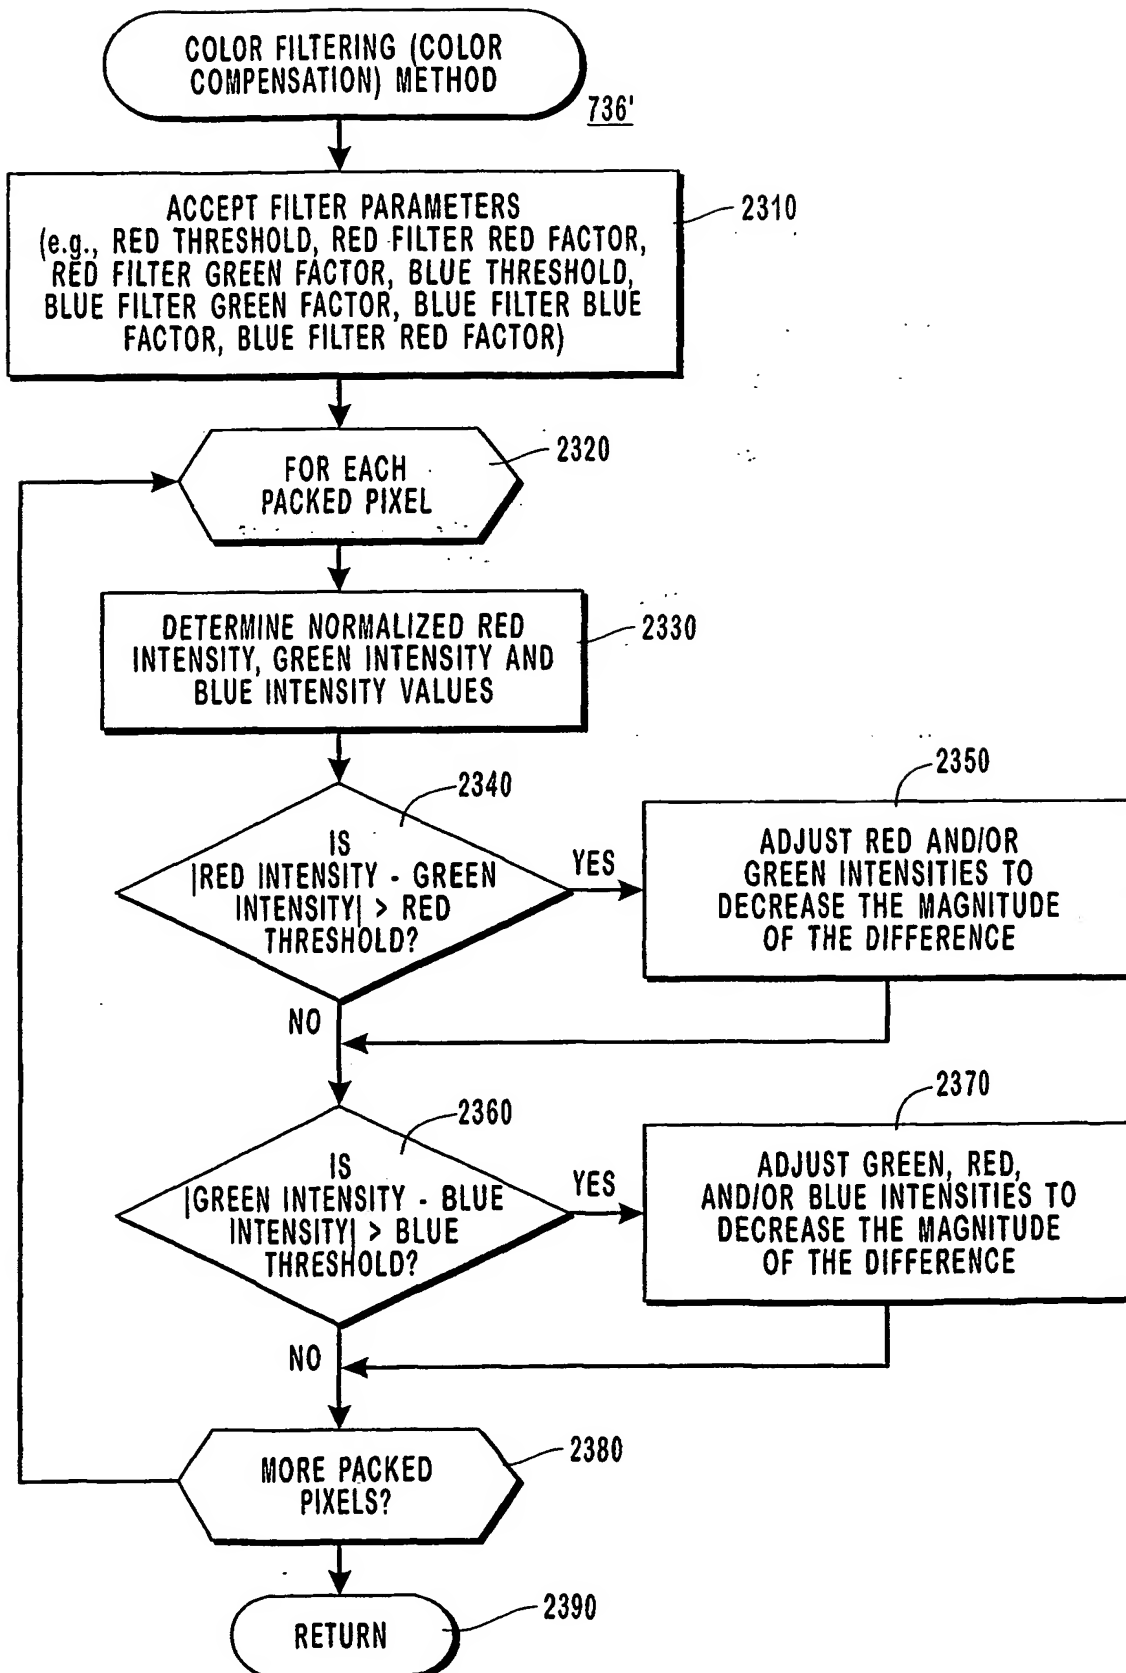 COLOR FILTERING (COLOR
COMPENSATION) METHOD
736'
ACCEPT FILTER PARAMETERS
(e.g., RED THRESHOLD, RED FILTER RED FACTOR,
RED FILTER GREEN FACTOR, BLUE THRESHOLD,
BLUE FILTER GREEN FACTOR, BLUE FILTER BLUE
FACTOR, BLUE FILTER RED FACTOR)
2310
FOR EACH
PACKED PIXEL
2320
DETERMINE NORMALIZED RED
INTENSITY, GREEN INTENSITY AND
BLUE INTENSITY VALUES
2330
2340
IS
|RED INTENSITY - GREEN
INTENSITY| > RED
THRESHOLD?
YES
NO
2350
ADJUST RED AND/OR
GREEN INTENSITIES TO
DECREASE THE MAGNITUDE
OF THE DIFFERENCE
2360
IS
|GREEN INTENSITY - BLUE
INTENSITY| > BLUE
THRESHOLD?
YES
NO
2370
ADJUST GREEN, RED,
AND/OR BLUE INTENSITIES TO
DECREASE THE MAGNITUDE
OF THE DIFFERENCE
MORE PACKED
PIXELS?
2380
RETURN
2390